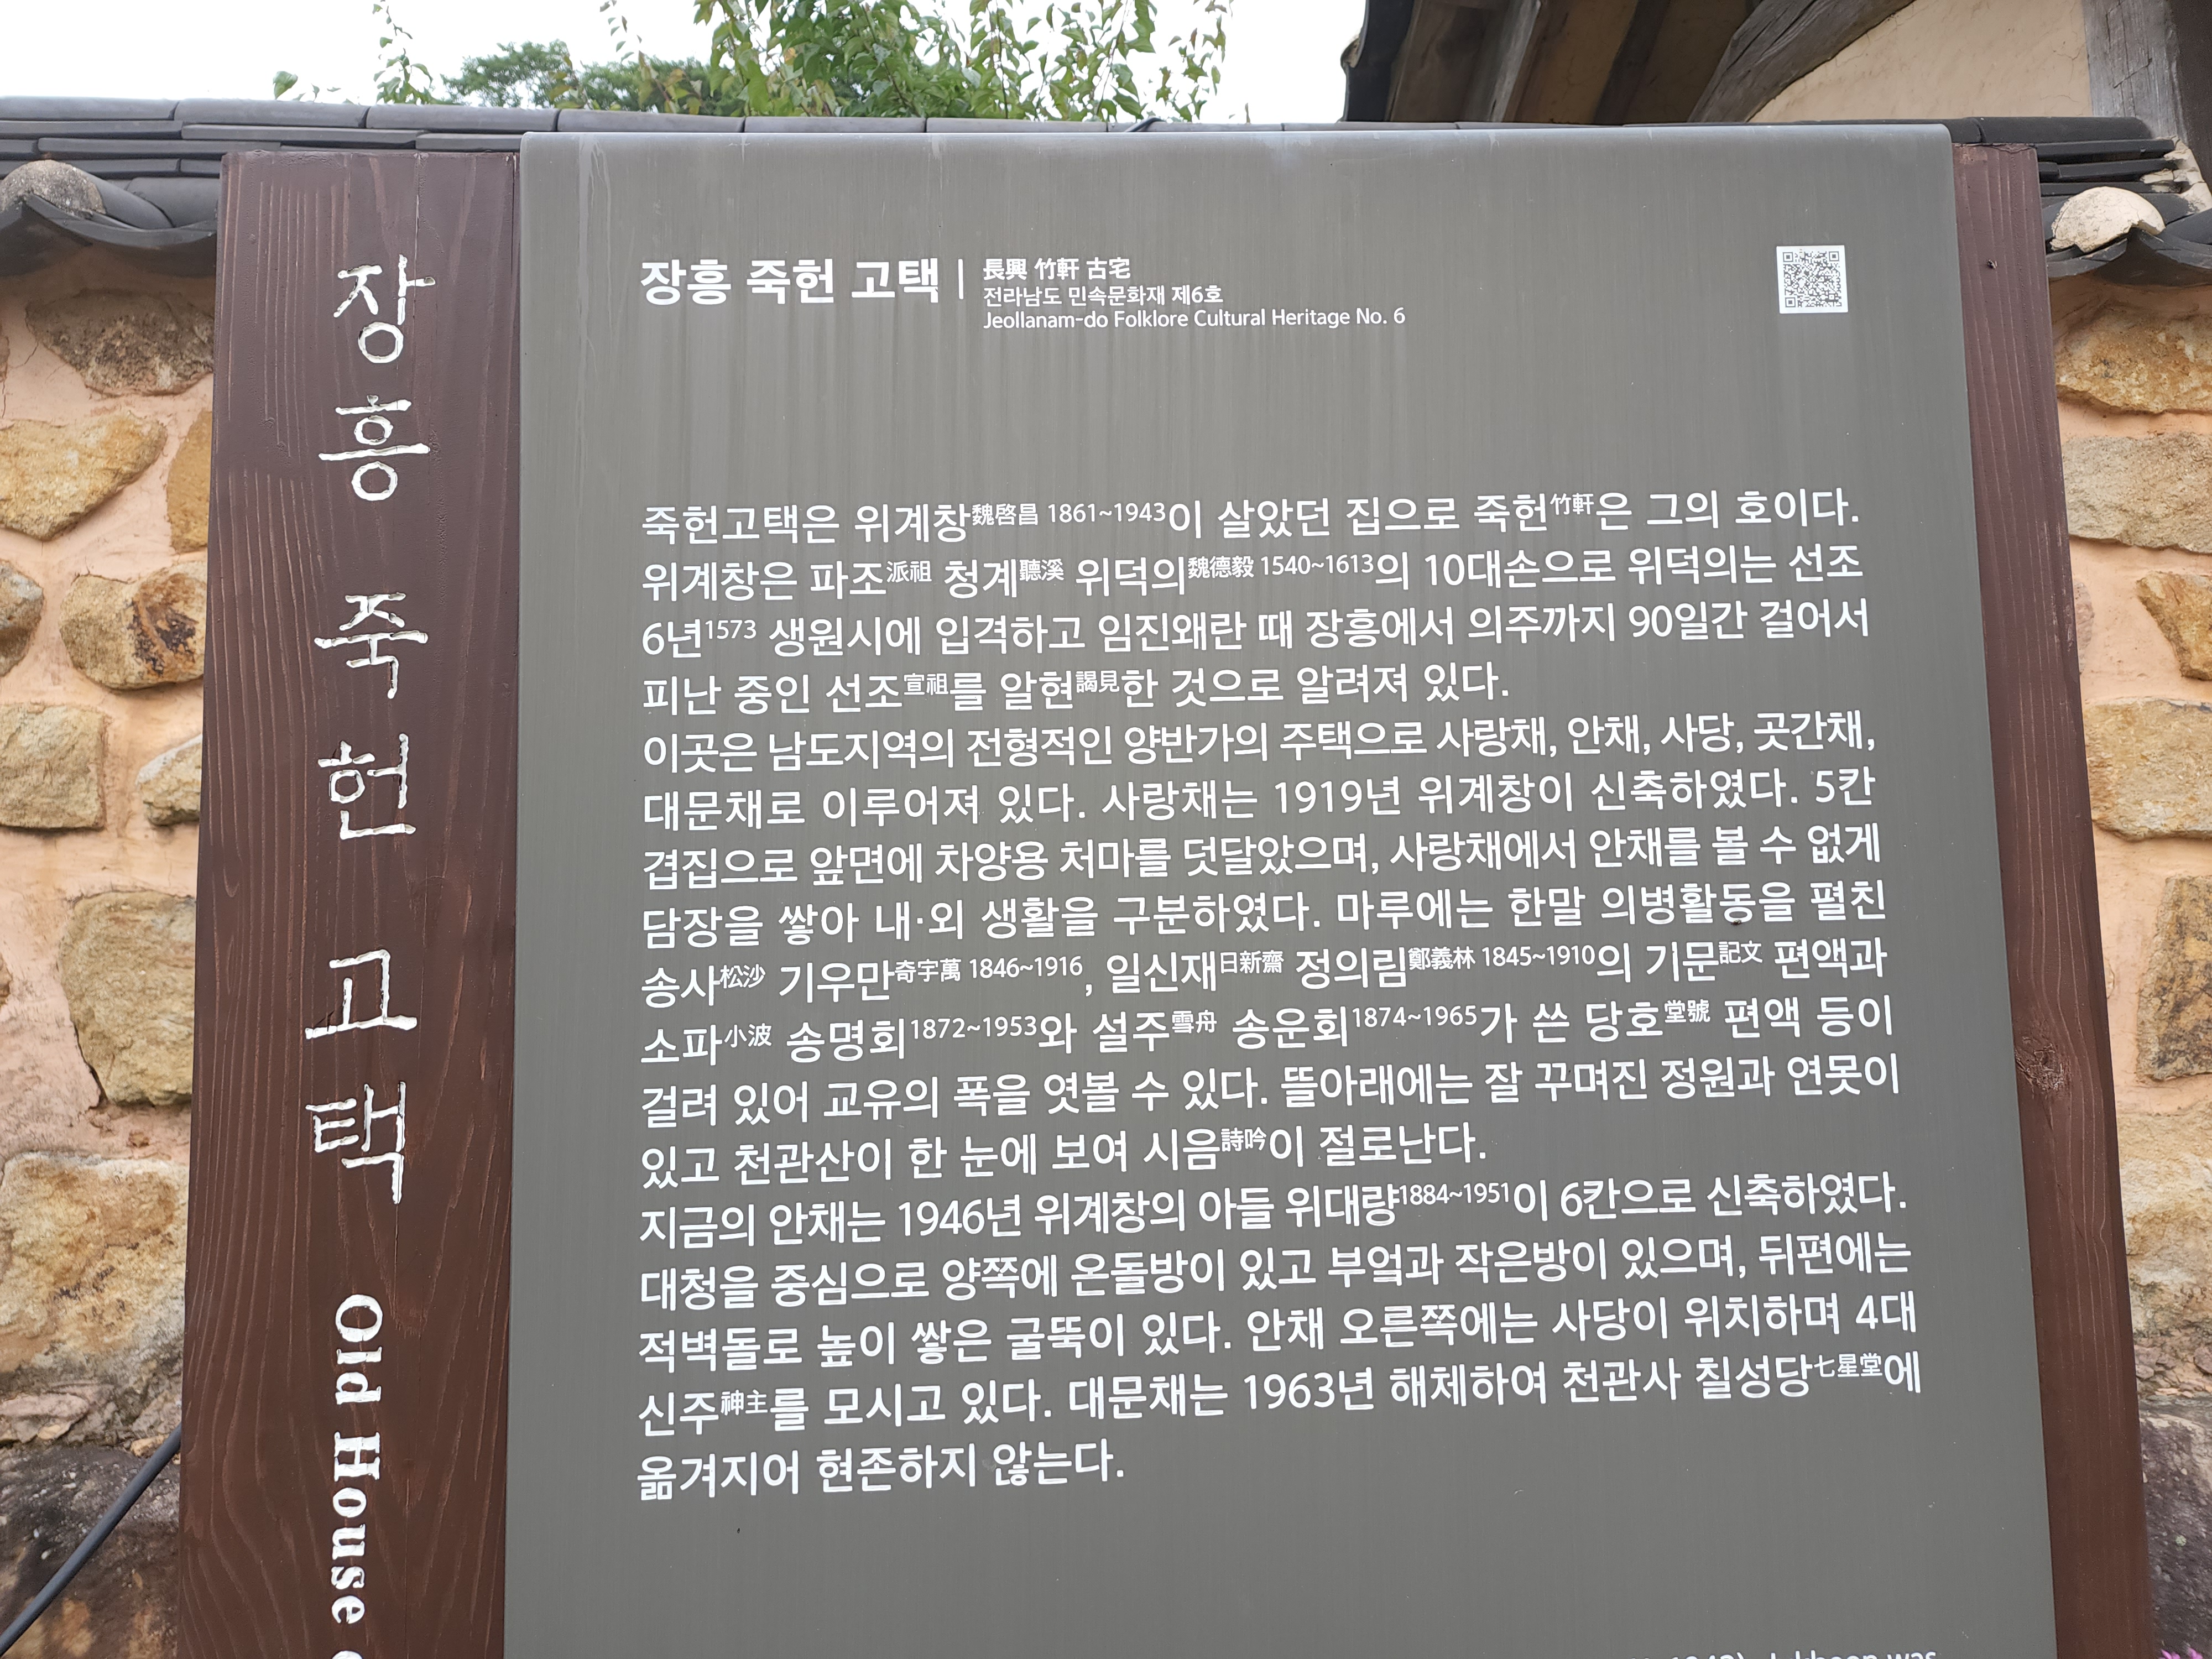 장흥 죽헌 고택
Old House
장흥 죽헌 고택 | 長興 竹軒 古宅
전라남도 민속문화재 제6호
Jeollanam-do Folklore Cultural Heritage No. 6
죽헌고택은 위계창魏啓昌 1861~1943이 살았던 집으로 죽헌竹軒은 그의 호이다.
위계창은 파조派祖 청계聽溪 위덕의魏德毅 1540~1613의 10대손으로 위덕의는 선조
6년1573 생원시에 입격하고 임진왜란 때 장흥에서 의주까지 90일간 걸어서
피난 중인 선조宣祖를 알현謁見한 것으로 알려져 있다.
이곳은 남도지역의 전형적인 양반가의 주택으로 사랑채, 안채, 사당, 곳간채,
대문채로 이루어져 있다. 사랑채는 1919년 위계창이 신축하였다. 5칸
겹집으로 앞면에 차양용 처마를 덧달았으며, 사랑채에서 안채를 볼 수 없게
담장을 쌓아 내·외 생활을 구분하였다. 마루에는 한말 의병활동을 펼친
송사松沙 기우만奇宇萬 1846~1916, 일신재日新齋 정의림鄭義林 1845~1910의 기문記文 편액과
소파小波 송명회1872~1953와 설주雪舟 송운회1874~1965가 쓴 당호堂號 편액 등이
걸려 있어 교유의 폭을 엿볼 수 있다. 뜰아래에는 잘 꾸며진 정원과 연못이
있고 천관산이 한 눈에 보여 시음詩吟이 절로난다.
지금의 안채는 1946년 위계창의 아들 위대량1884~1951이 6칸으로 신축하였다.
대청을 중심으로 양쪽에 온돌방이 있고 부엌과 작은방이 있으며, 뒤편에는
적벽돌로 높이 쌓은 굴뚝이 있다. 안채 오른쪽에는 사당이 위치하며 4대
신주神主를 모시고 있다. 대문채는 1963년 해체하여 천관사 칠성당七星堂에
옮겨지어 현존하지 않는다.
was